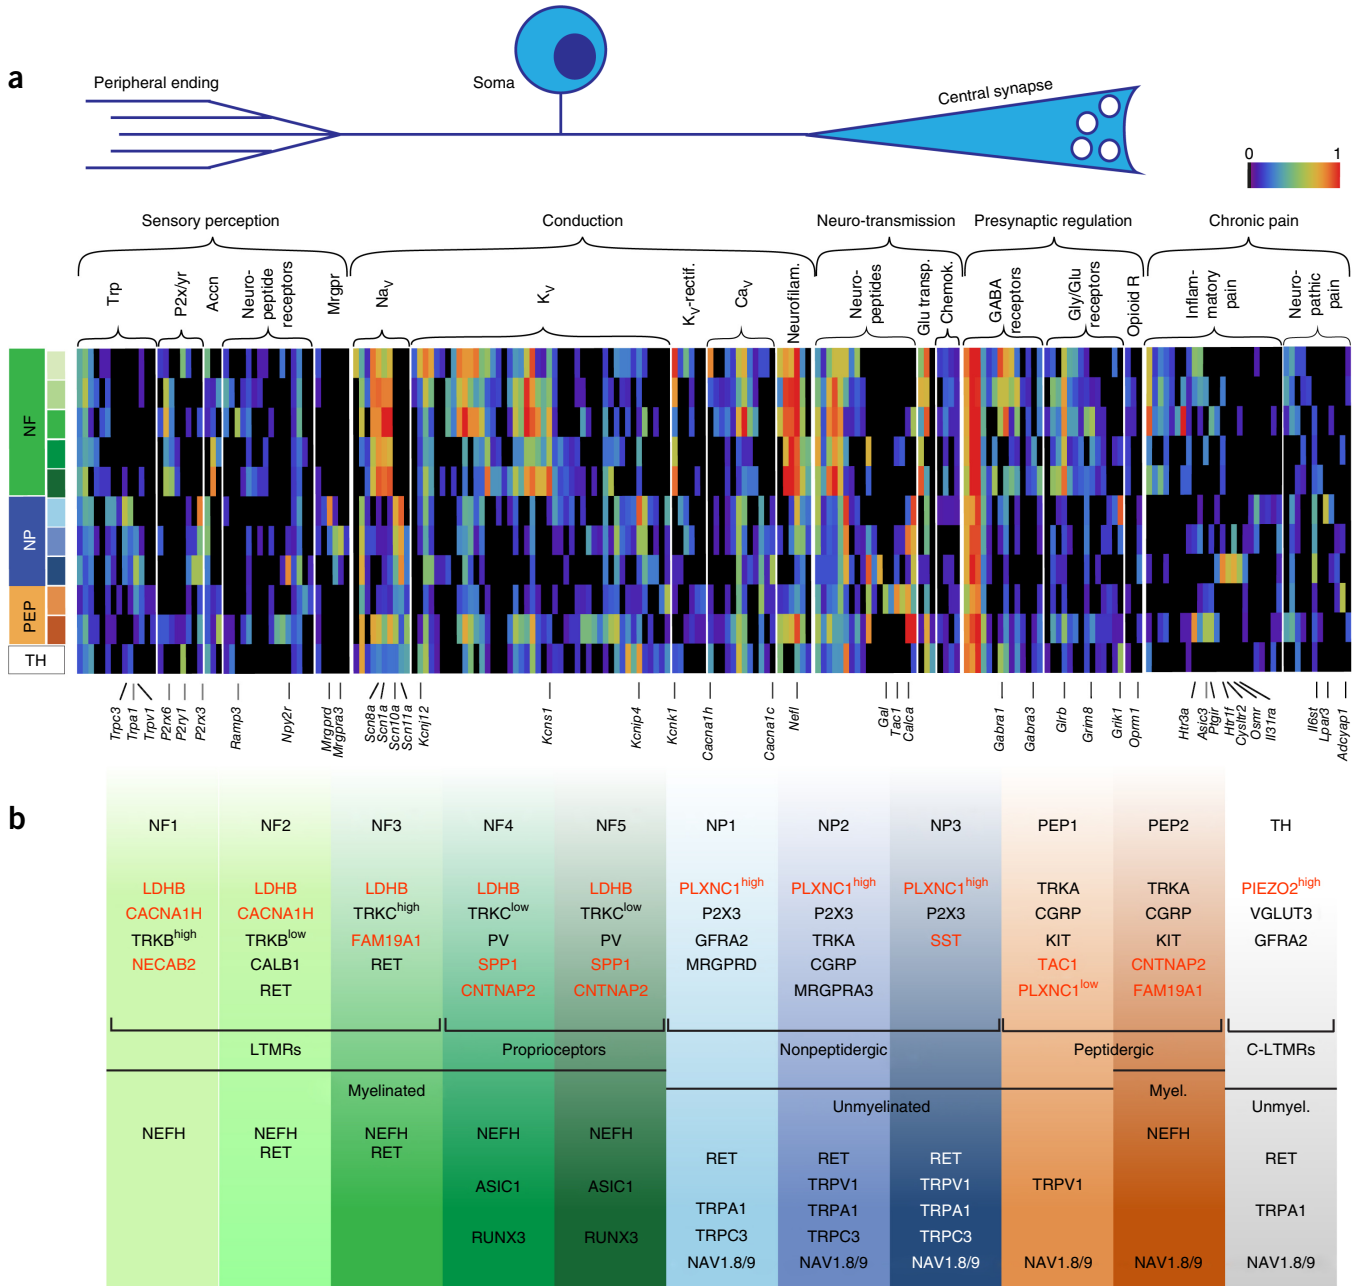 a
Peripheral ending
Soma
Central synapse
0 1
Sensory perception
Conduction
Neuro-transmission
Presynaptic regulation
Chronic pain
Trp
P2x/yr
Accn
Neuro-
peptide
receptors
Mrgpr
NaV
KV
KV-rectif.
CaV
Neurofilam.
Neuro-
peptides
Glu transp.
Chemok.
GABA
receptors
Gly/Glu
receptors
Opioid R
Inflam-
matory
pain
Neuro-
pathic
pain
NF
NP
PEP
TH
Trpc3
Trpa1
Trpv1
P2rx6
P2ry1
P2rx3
Ramp3
Npy2r
Mrgprd
Mrgpra3
Scn8a
Scn1a
Scn10a
Scn11a
Kcnj12
Kcns1
Kcnip4
Kcnk1
Cacna1h
Cacna1c
Nefl
Gal
Tac1
Calca
Gabra1
Gabra3
Glrb
Grim8
Grik1
Oprm1
Htr3a
Asic3
Ptgir
Htr1f
Cysltr2
Osmr
Il31ra
Il6st
Lpar3
Adcyap1
b
NF1 NF2 NF3 NF4 NF5 NP1 NP2 NP3 PEP1 PEP2 TH
LDHB LDHB LDHB LDHB LDHB PLXNC1high PLXNC1high PLXNC1high TRKA TRKA PIEZO2high
CACNA1H CACNA1H TRKChigh TRKClow TRKClow P2X3 P2X3 P2X3 CGRP CGRP VGLUT3
TRKBhigh TRKBlow FAM19A1 PV PV GFRA2 TRKA SST KIT KIT GFRA2
NECAB2 CALB1 RET SPP1 SPP1 MRGPRD CGRP TAC1 CNTNAP2
RET CNTNAP2 CNTNAP2 MRGPRA3 PLXNC1low FAM19A1
LTMRs Proprioceptors Nonpeptidergic Peptidergic C-LTMRs
Myelinated Myel.
Unmyelinated Unmyel.
NEFH NEFH NEFH NEFH NEFH NEFH
RET RET
RET RET RET RET
ASIC1 ASIC1 TRPV1 TRPV1 TRPV1
TRPA1 TRPA1 TRPA1 TRPA1
RUNX3 RUNX3 TRPC3 TRPC3 TRPC3
NAV1.8/9 NAV1.8/9 NAV1.8/9 NAV1.8/9 NAV1.8/9 NAV1.8/9